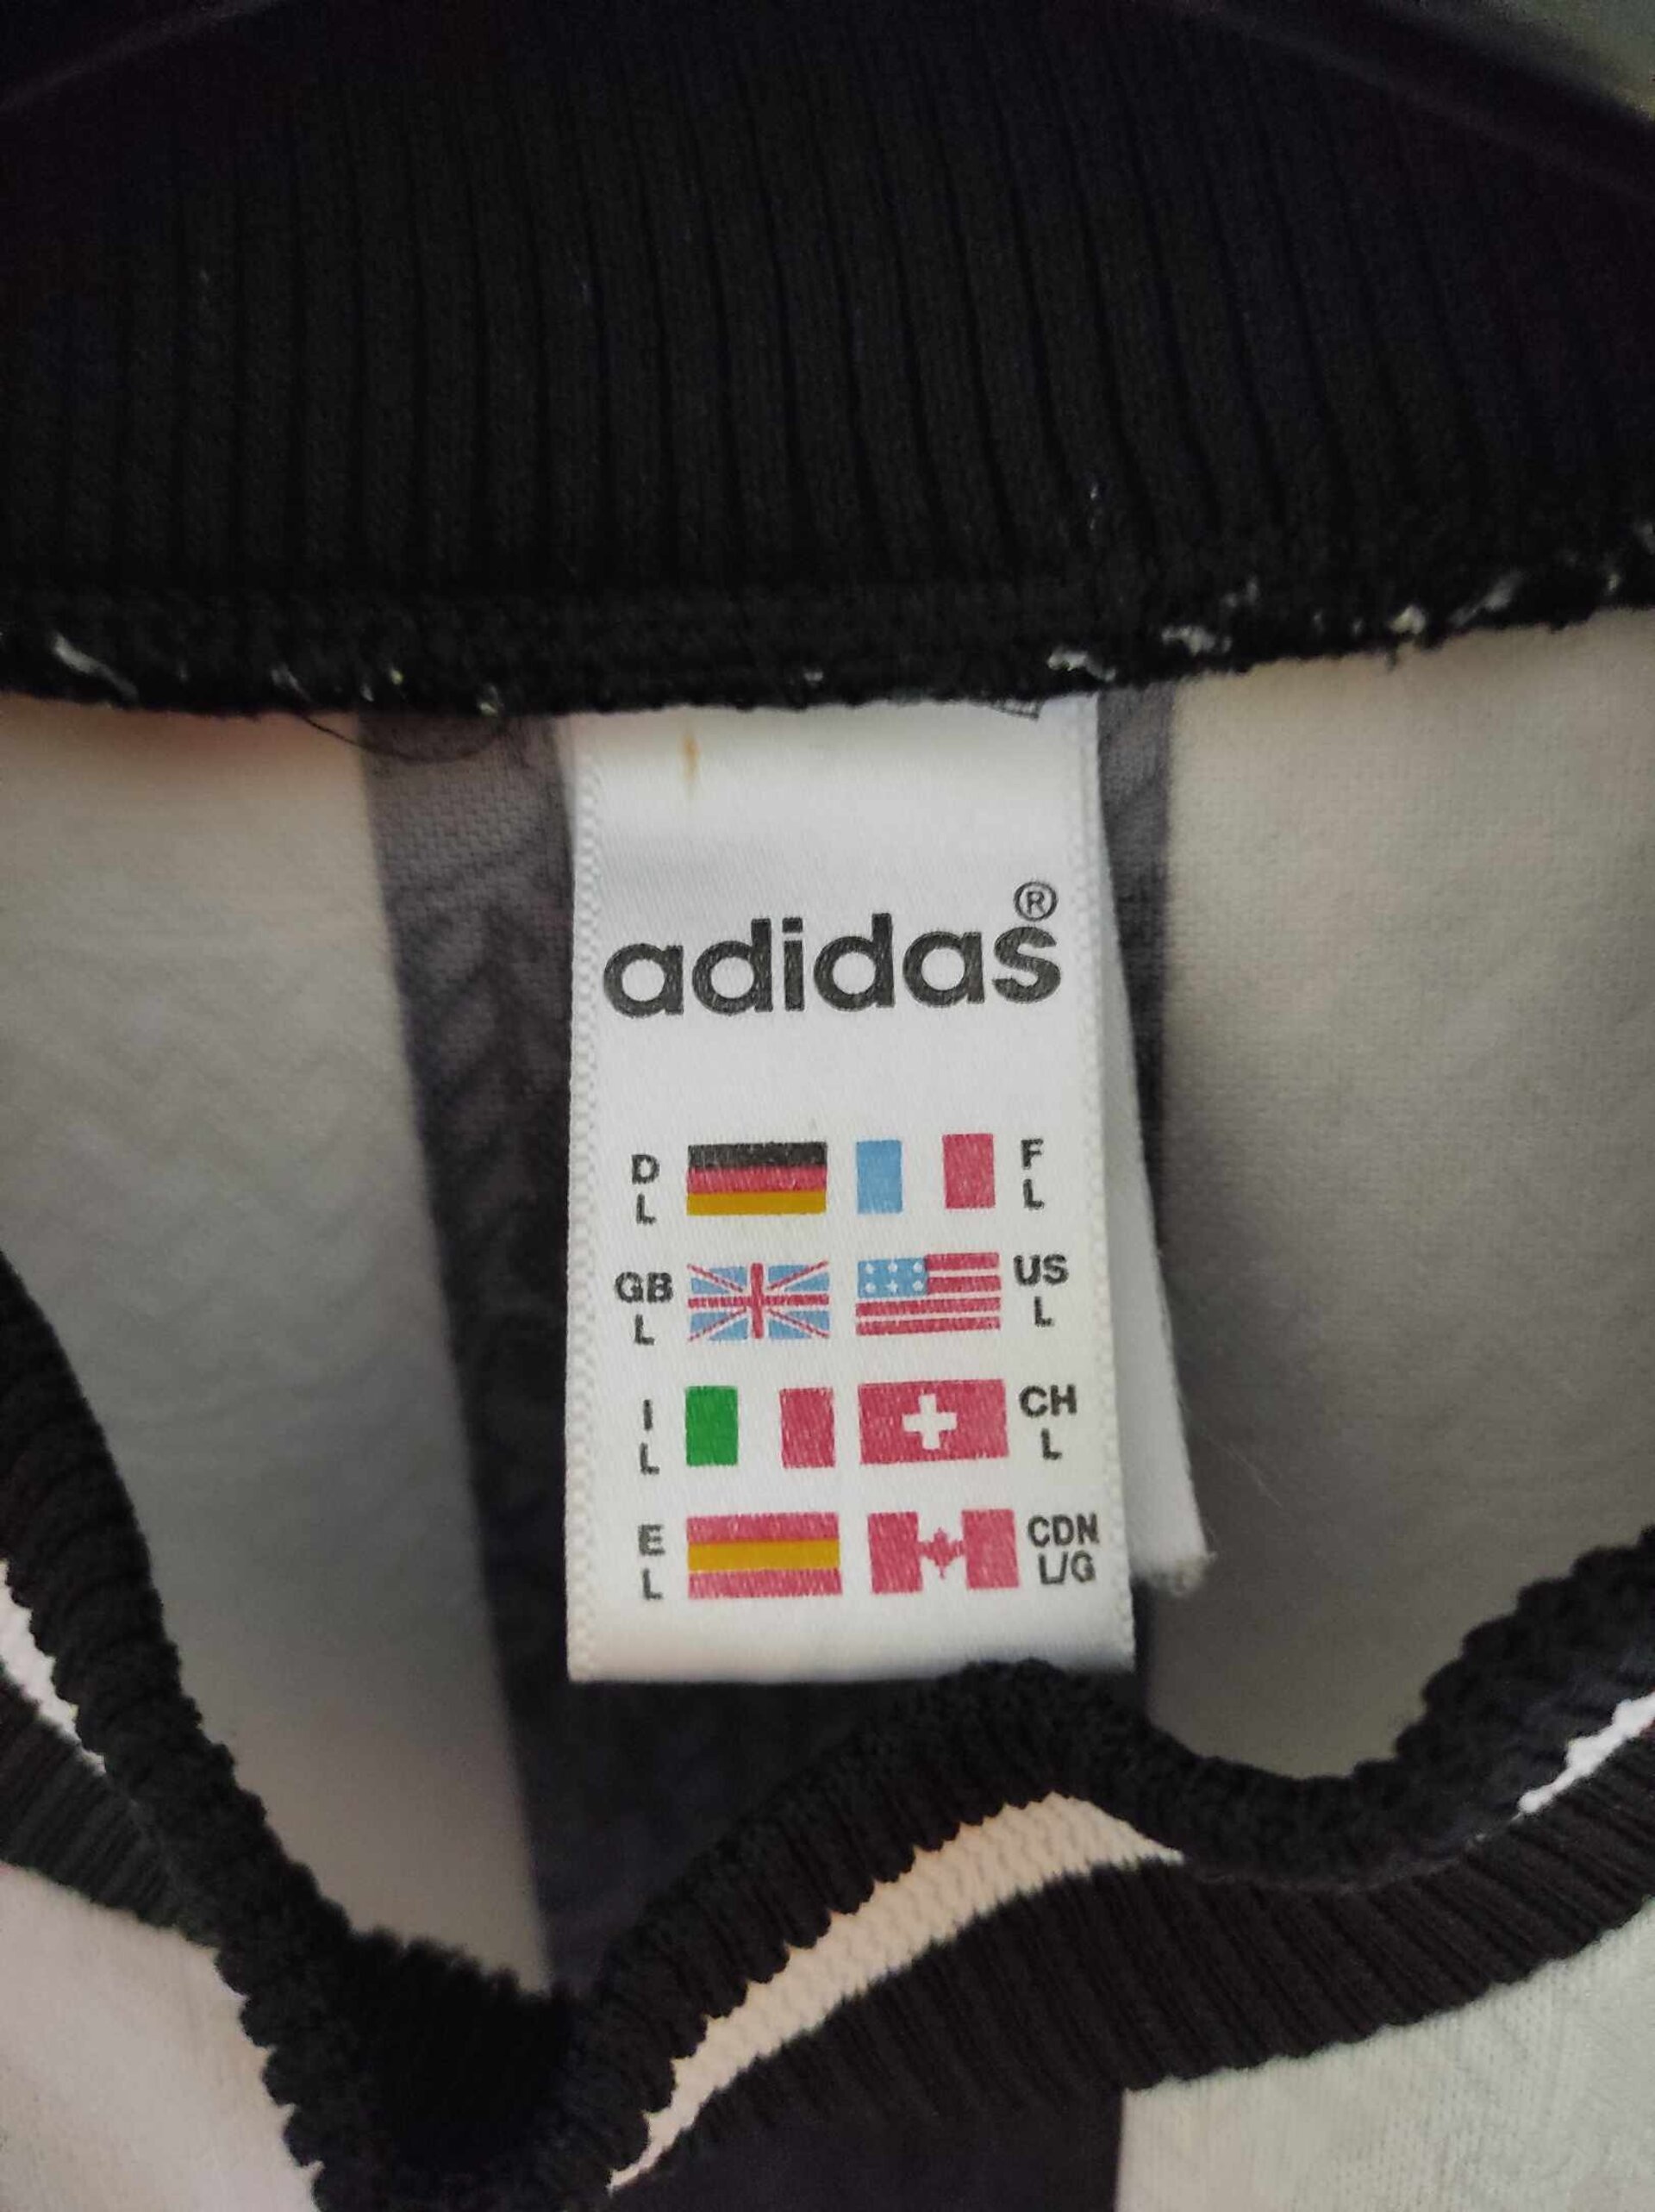 adidas®
D F
L L
GB US
L L
I CH
L L
E CDN
L L/G